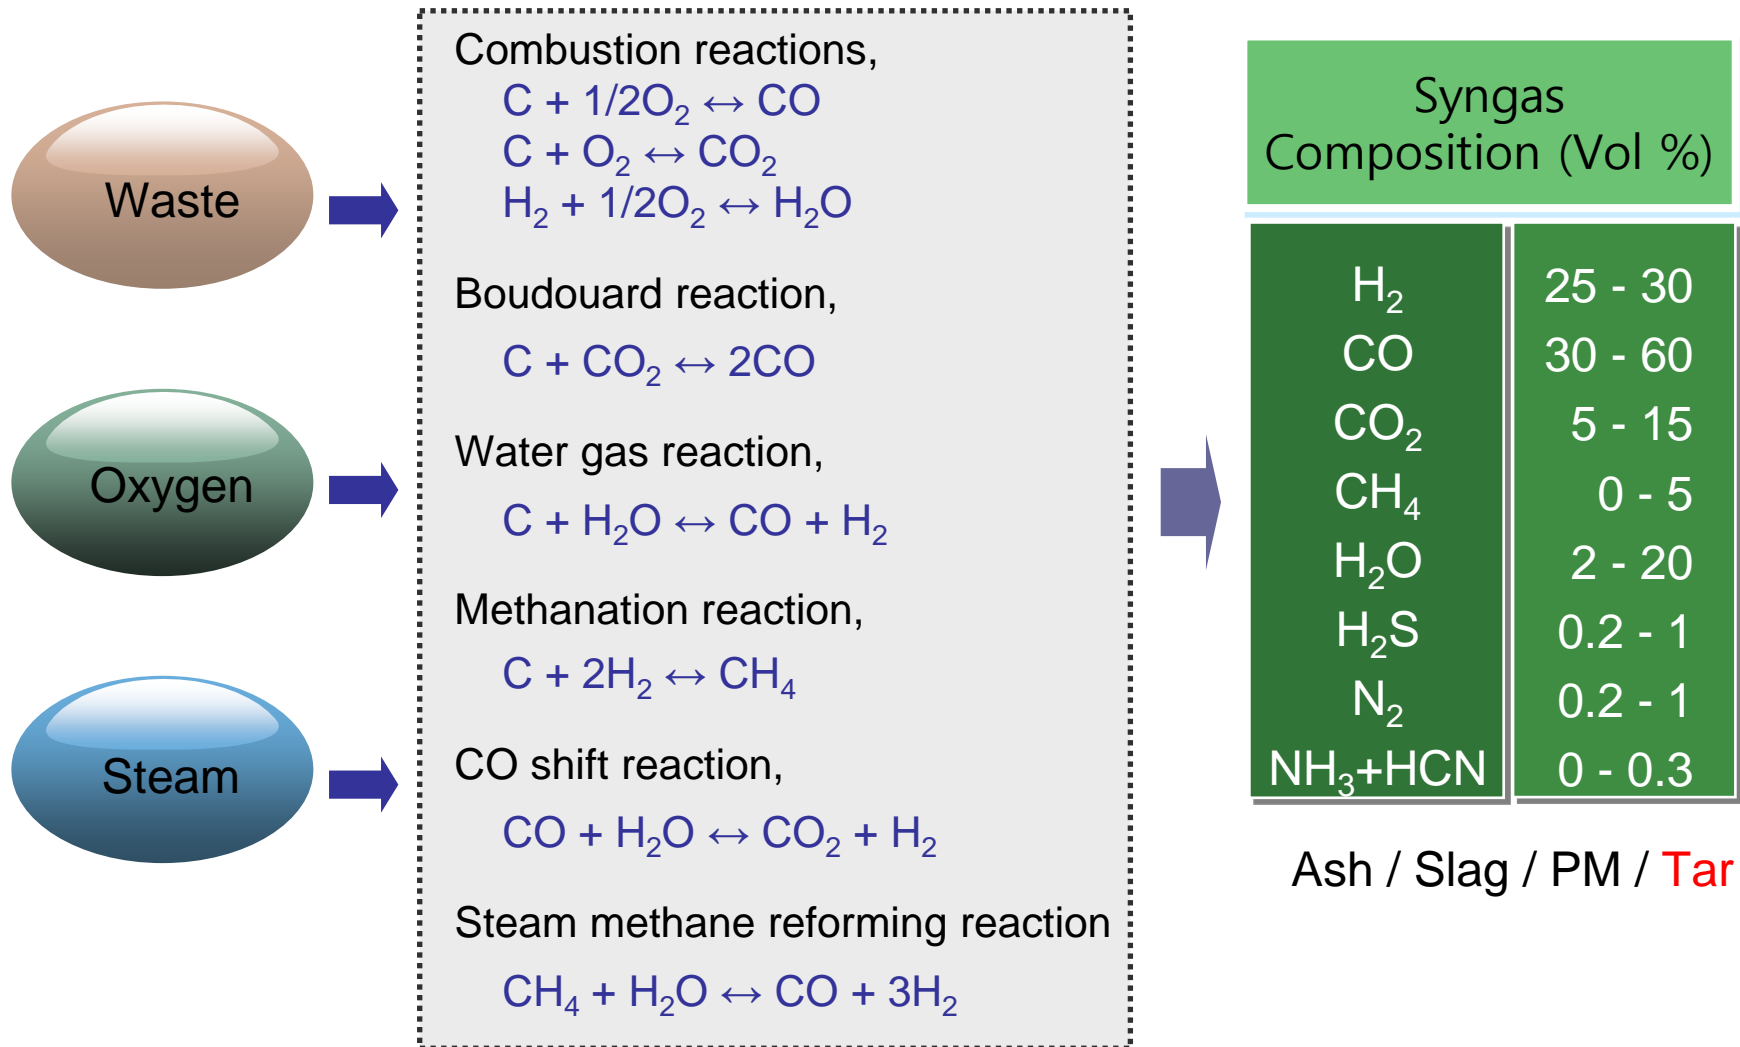 Waste
Oxygen
Steam
Combustion reactions,
C + 1/2O₂ ↔ CO
C + O₂ ↔ CO₂
H₂ + 1/2O₂ ↔ H₂O
Boudouard reaction,
C + CO₂ ↔ 2CO
Water gas reaction,
C + H₂O ↔ CO + H₂
Methanation reaction,
C + 2H₂ ↔ CH₄
CO shift reaction,
CO + H₂O ↔ CO₂ + H₂
Steam methane reforming reaction
CH₄ + H₂O ↔ CO + 3H₂
Syngas
Composition (Vol %)
H₂ 25 - 30
CO 30 - 60
CO₂ 5 - 15
CH₄ 0 - 5
H₂O 2 - 20
H₂S 0.2 - 1
N₂ 0.2 - 1
NH₃+HCN 0 - 0.3
Ash / Slag / PM / Tar